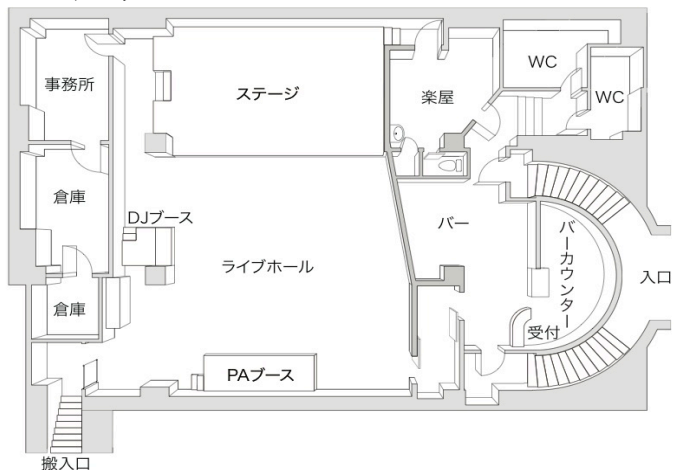 事務所
ステージ
楽屋
WC
WC
倉庫
DJブース
バー
バーカウンター
ライブホール
入口
倉庫
受付
PAブース
搬入口